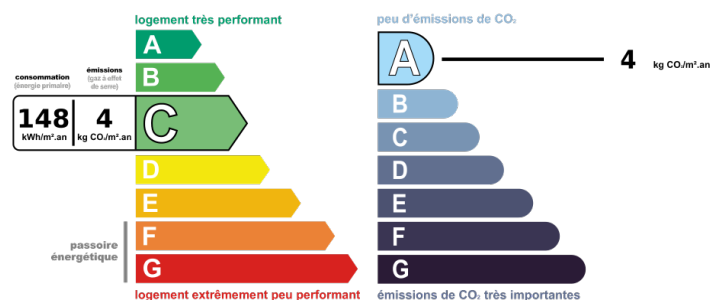 logement très performant
A
B
consommation
(énergie primaire)
émissions
(gaz à effet
de serre)
148
kWh/m².an
4
kg CO₂/m².an
C
D
E
F
G
passoire
énergétique
logement extrêmement peu performant
peu d'émissions de CO₂
A
4
kg CO₂/m².an
B
C
D
E
F
G
émissions de CO₂ très importantes